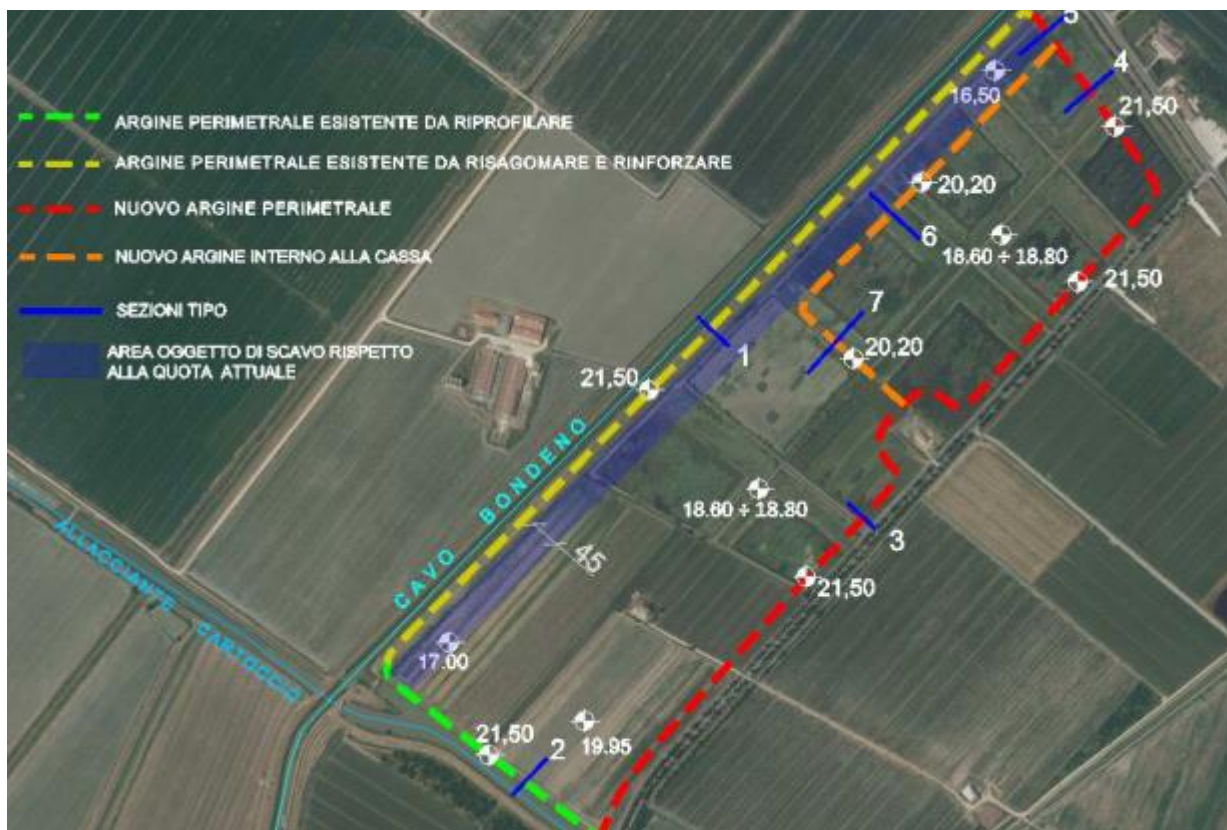 ARGINE PERIMETRALE ESISTENTE DA RIPROFILARE
ARGINE PERIMETRALE ESISTENTE DA RISAGOMARE E RINFORZARE
NUOVO ARGINE PERIMETRALE
NUOVO ARGINE INTERNO ALLA CASSA
SEZIONI TIPO
AREA OGGETTO DI SCAVO RISPETTO
ALLA QUOTA ATTUALE
5
4
16,50
21,50
20,20
6
18.60 ÷ 18.80
21,50
7
1
20,20
21,50
CAVO BONDENO
18.60 ÷ 18.80
3
45
21,50
ALLACCIANTE CARTOCCIO
17.00
21,50
19.95
2